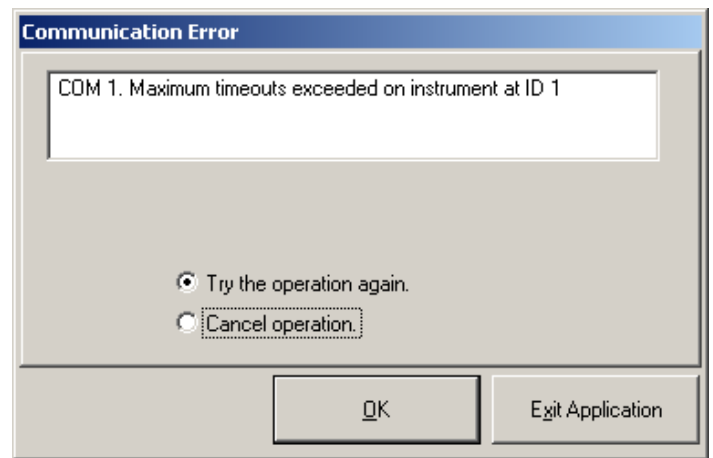 Communication Error
COM 1. Maximum timeouts exceeded on instrument at ID 1
Try the operation again.
Cancel operation.
OK
Exit Application